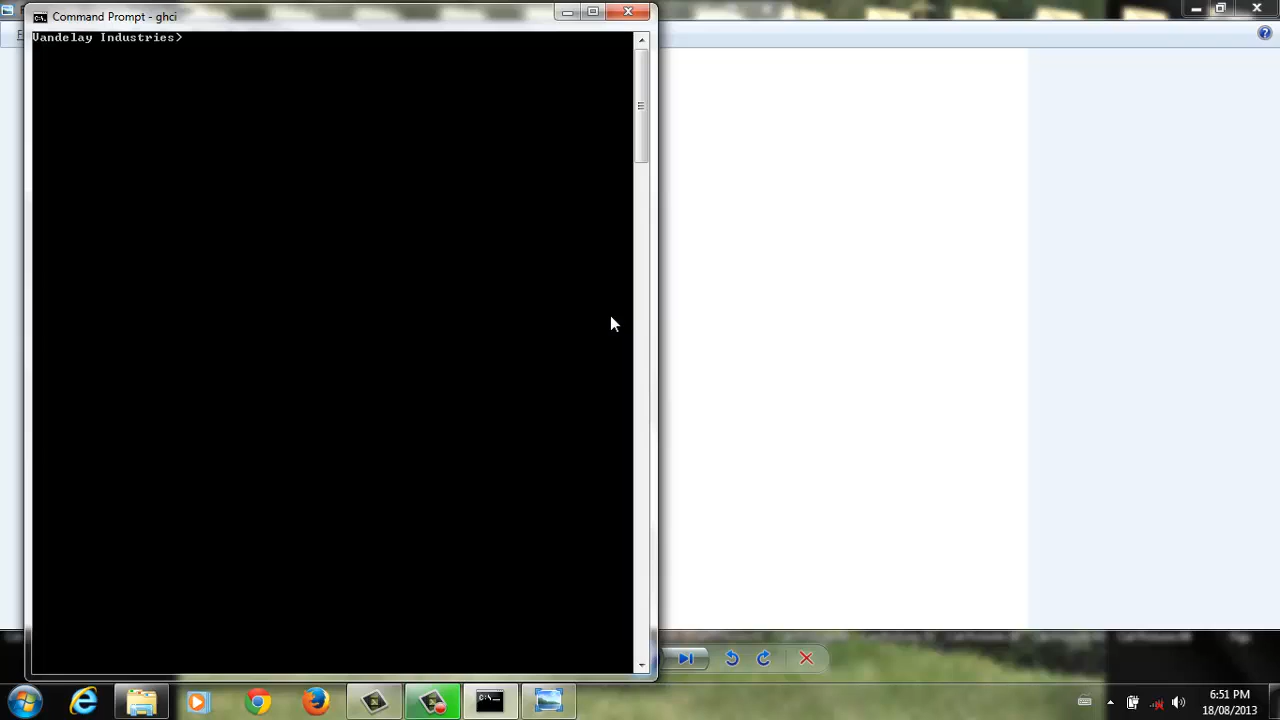 Command Prompt - ghci
Vandelay Industries>
6:51 PM
18/08/2013